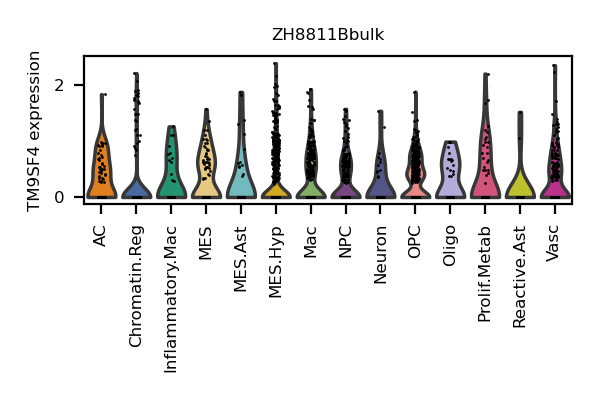 ZH8811Bbulk
TM9SF4 expression
2
0
AC
Chromatin.Reg
Inflammatory.Mac
MES
MES.Ast
MES.Hyp
Mac
NPC
Neuron
OPC
Oligo
Prolif.Metab
Reactive.Ast
Vasc